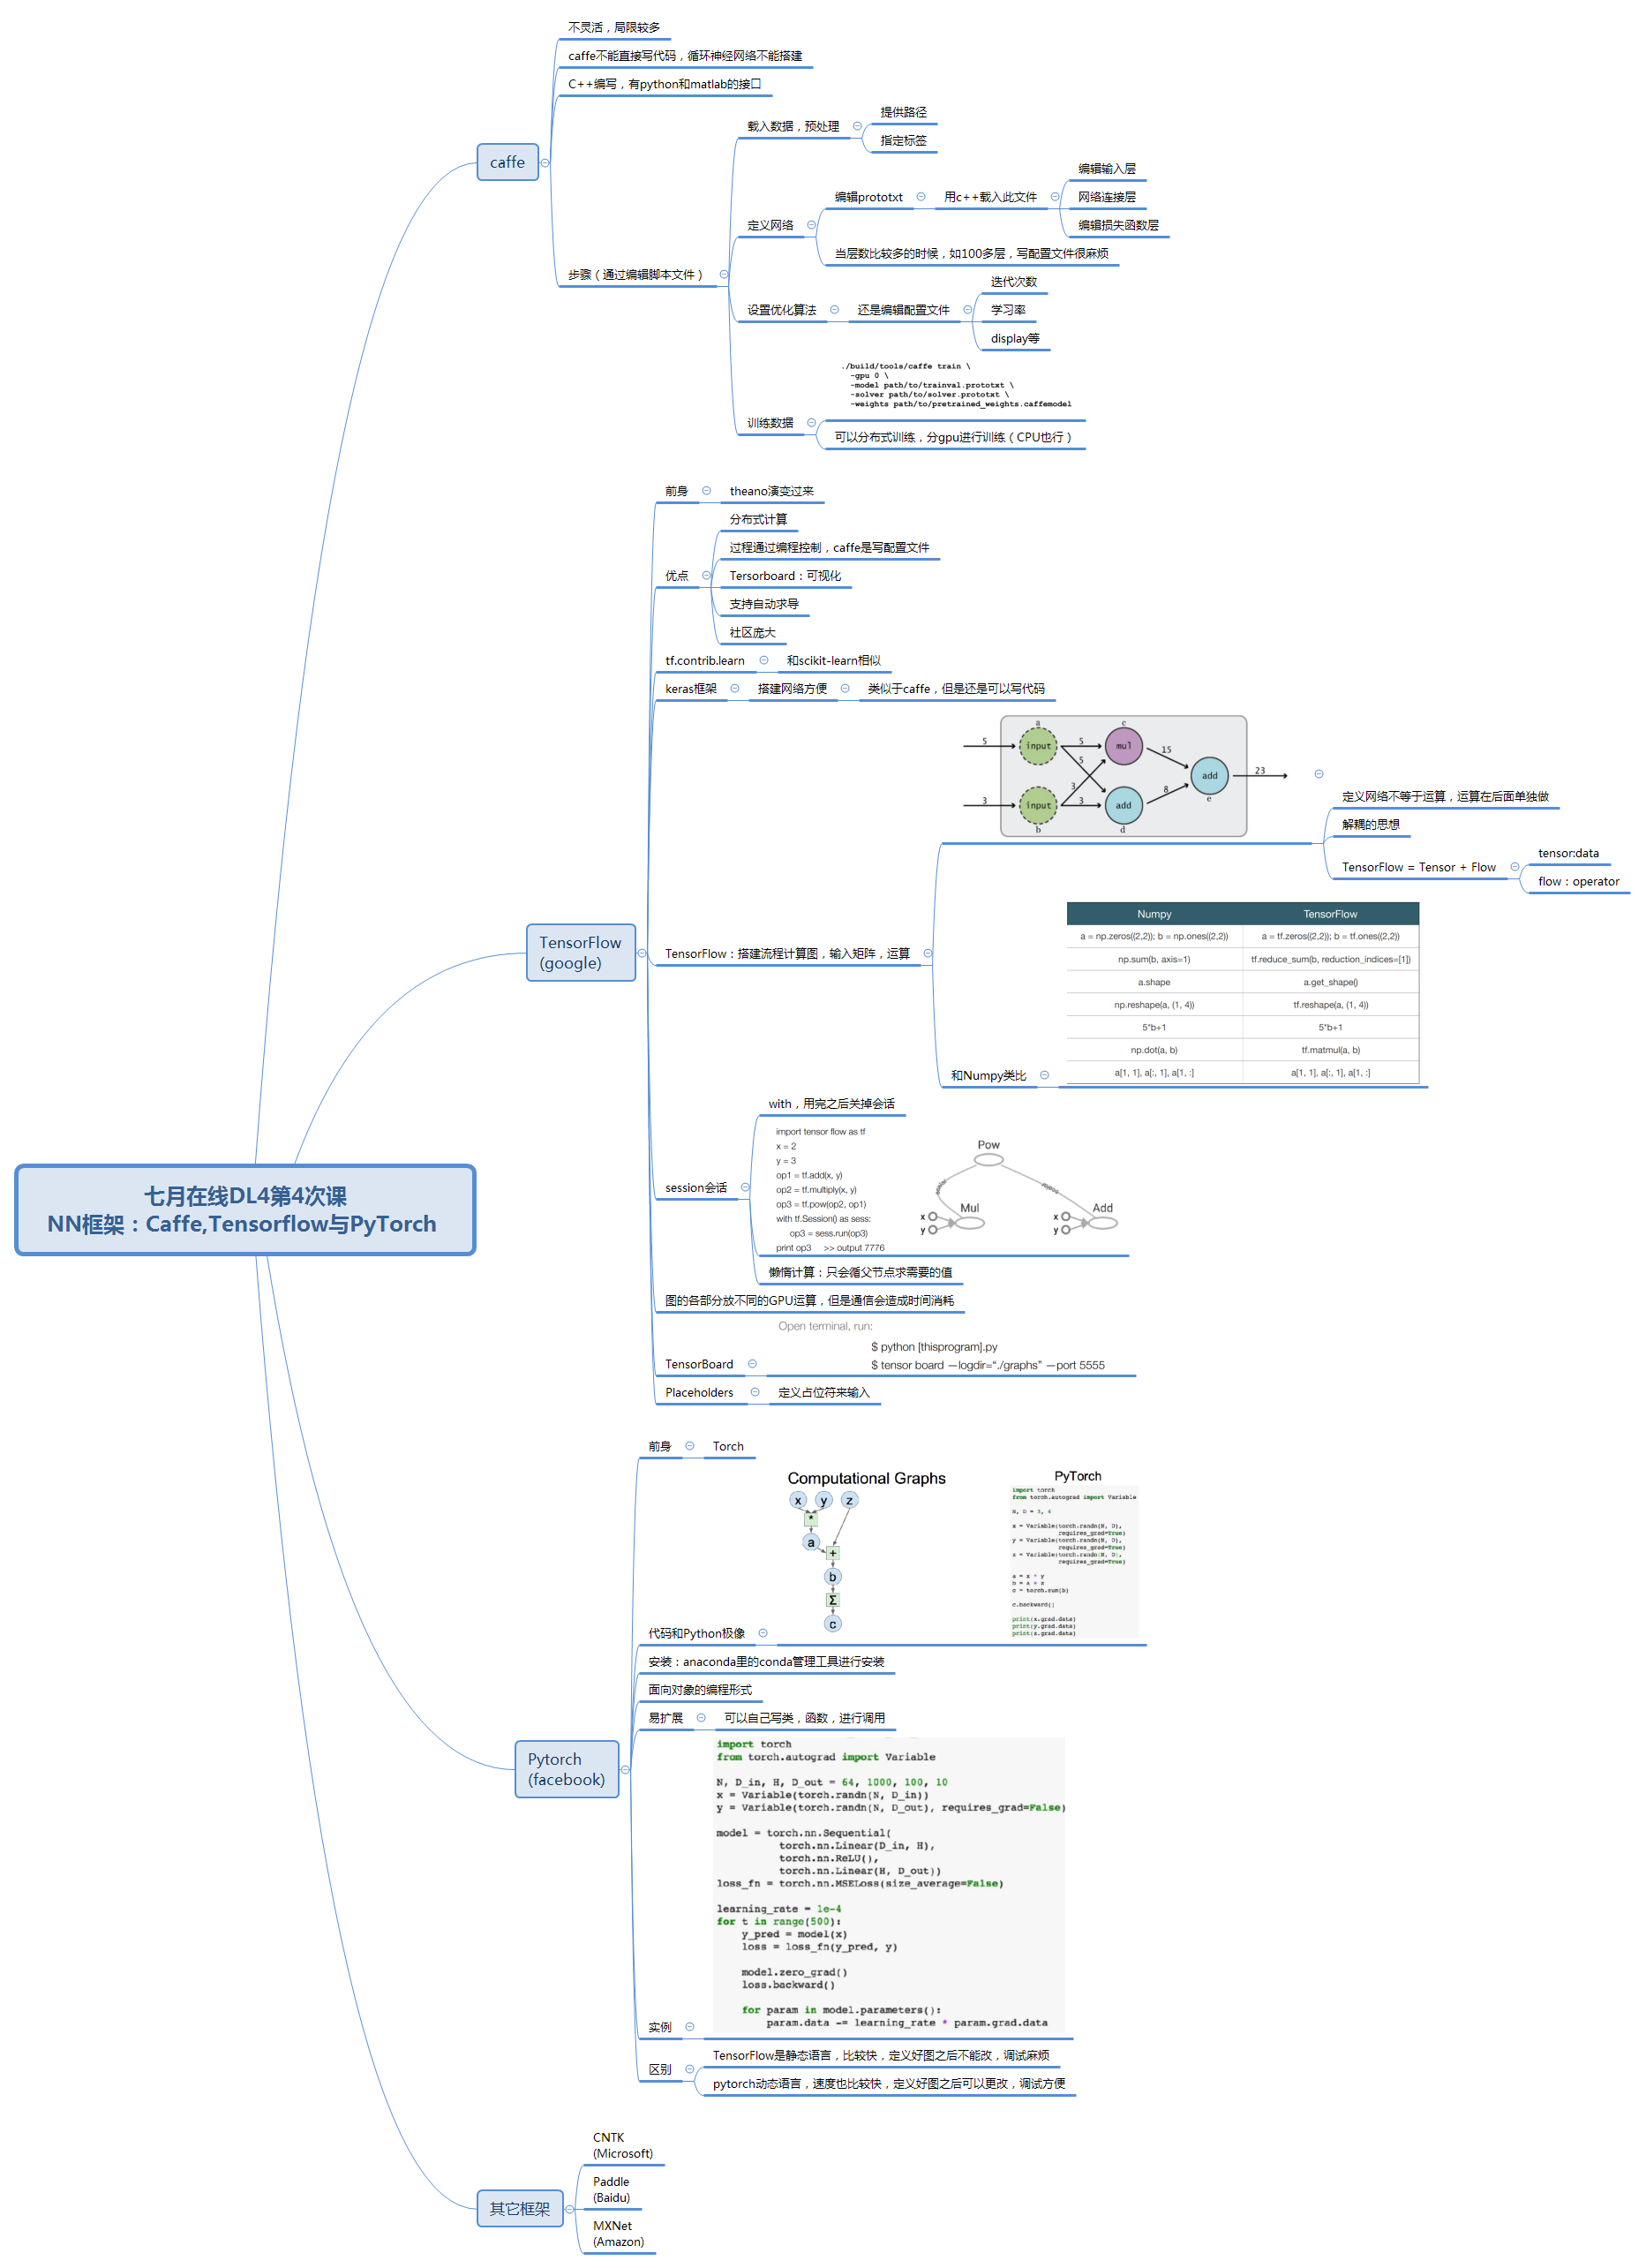 不灵活，局限较多
caffe不能直接写代码，循环神经网络不能搭建
C++编写，有python和matlab的接口
caffe
载入数据，预处理
提供路径
指定标签
定义网络
编辑prototxt
用c++载入此文件
编辑输入层
网络连接层
编辑损失函数层
当层数比较多的时候，如100多层，写配置文件很麻烦
步骤（通过编辑脚本文件）
设置优化算法
还是编辑配置文件
迭代次数
学习率
display等
./build/tools/caffe train \
-gpu 0 \
-model path/to/trainval.prototxt \
-solver path/to/solver.prototxt \
-weights path/to/pretrained_weights.caffemodel
训练数据
可以分布式训练，分gpu进行训练（CPU也行）
前身
theano演变过来
优点
分布式计算
过程通过编程控制，caffe是写配置文件
Tersorboard：可视化
支持自动求导
社区庞大
tf.contrib.learn
和scikit-learn相似
keras框架
搭建网络方便
类似于caffe，但是还是可以写代码
a
c
5
input
5
mul
15
5
add
23
3
8
e
3
input
3
add
b
d
定义网络不等于运算，运算在后面单独做
解耦的思想
TensorFlow = Tensor + Flow
tensor:data
flow：operator
TensorFlow
(google)
TensorFlow：搭建流程计算图，输入矩阵，运算
Numpy TensorFlow
a = np.zeros((2,2)); b = np.ones((2,2)) a = tf.zeros((2,2)); b = tf.ones((2,2))
np.sum(b, axis=1) tf.reduce_sum(b, reduction_indices=[1])
a.shape a.get_shape()
np.reshape(a, (1, 4)) tf.reshape(a, (1, 4))
5*b+1 5*b+1
np.dot(a, b) tf.matmul(a, b)
a[1, 1], a[:, 1], a[1, :] a[1, 1], a[:, 1], a[1, :]
和Numpy类比
session会话
with，用完之后关掉会话
import tensor flow as tf
x = 2
y = 3
op1 = tf.add(x, y)
op2 = tf.multiply(x, y)
op3 = tf.pow(op2, op1)
with tf.Session() as sess:
op3 = sess.run(op3)
print op3 >> output 7776
Pow
Mul
Add
x
y
x
y
懒惰计算：只会循父节点求需要的值
图的各部分放不同的GPU运算，但是通信会造成时间消耗
TensorBoard
Open terminal, run:
$ python [thisprogram].py
$ tensor board —logdir=“./graphs” —port 5555
Placeholders
定义占位符来输入
七月在线DL4第4次课
NN框架：Caffe,Tensorflow与PyTorch
前身
Torch
代码和Python极像
Computational Graphs
x y z
*
a
+
b
Σ
c
PyTorch
import torch
from torch.autograd import Variable
N, D = 3, 4
x = Variable(torch.randn(N, D),
requires_grad=True)
y = Variable(torch.randn(N, D),
requires_grad=True)
z = Variable(torch.randn(N, D),
requires_grad=True)
a = x * y
b = a + z
c = torch.sum(b)
c.backward()
print(x.grad.data)
print(y.grad.data)
print(z.grad.data)
安装：anaconda里的conda管理工具进行安装
面向对象的编程形式
易扩展
可以自己写类，函数，进行调用
Pytorch
(facebook)
import torch
from torch.autograd import Variable
N, D_in, H, D_out = 64, 1000, 100, 10
x = Variable(torch.randn(N, D_in))
y = Variable(torch.randn(N, D_out), requires_grad=False)
model = torch.nn.Sequential(
torch.nn.Linear(D_in, H),
torch.nn.ReLU(),
torch.nn.Linear(H, D_out))
loss_fn = torch.nn.MSELoss(size_average=False)
learning_rate = 1e-4
for t in range(500):
y_pred = model(x)
loss = loss_fn(y_pred, y)
model.zero_grad()
loss.backward()
for param in model.parameters():
param.data -= learning_rate * param.grad.data
实例
区别
TensorFlow是静态语言，比较快，定义好图之后不能改，调试麻烦
pytorch动态语言，速度也比较快，定义好图之后可以更改，调试方便
其它框架
CNTK
(Microsoft)
Paddle
(Baidu)
MXNet
(Amazon)